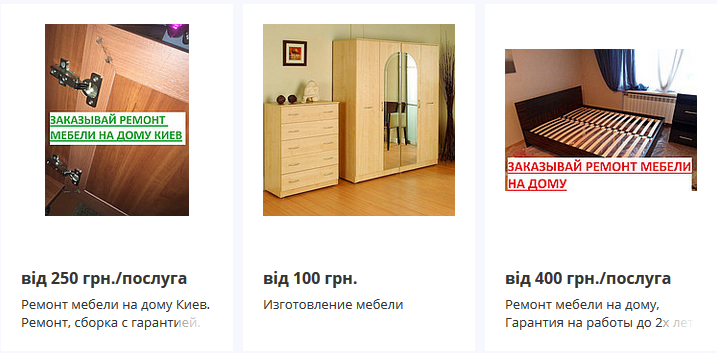 ЗАКАЗЫВАЙ РЕМОНТ
МЕБЕЛИ НА ДОМУ КИЕВ
від 250 грн./послуга
Ремонт мебели на дому Киев.
Ремонт, сборка с гарантией.
від 100 грн.
Изготовление мебели
ЗАКАЗЫВАЙ РЕМОНТ МЕБЕЛИ
НА ДОМУ
від 400 грн./послуга
Ремонт мебели на дому,
Гарантия на работы до 2х лет